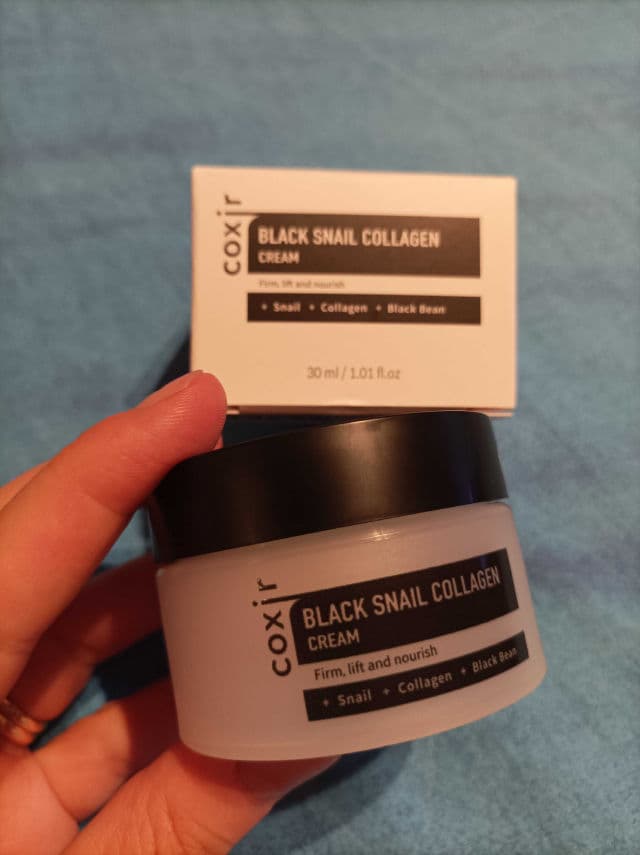 coxir
BLACK SNAIL COLLAGEN
CREAM
Firm, lift and nourish
+ Snail + Collagen + Black Bean
30 ml / 1.01 fl.oz
coxir
BLACK SNAIL COLLAGEN
CREAM
Firm, lift and nourish
+ Snail + Collagen + Black Bean